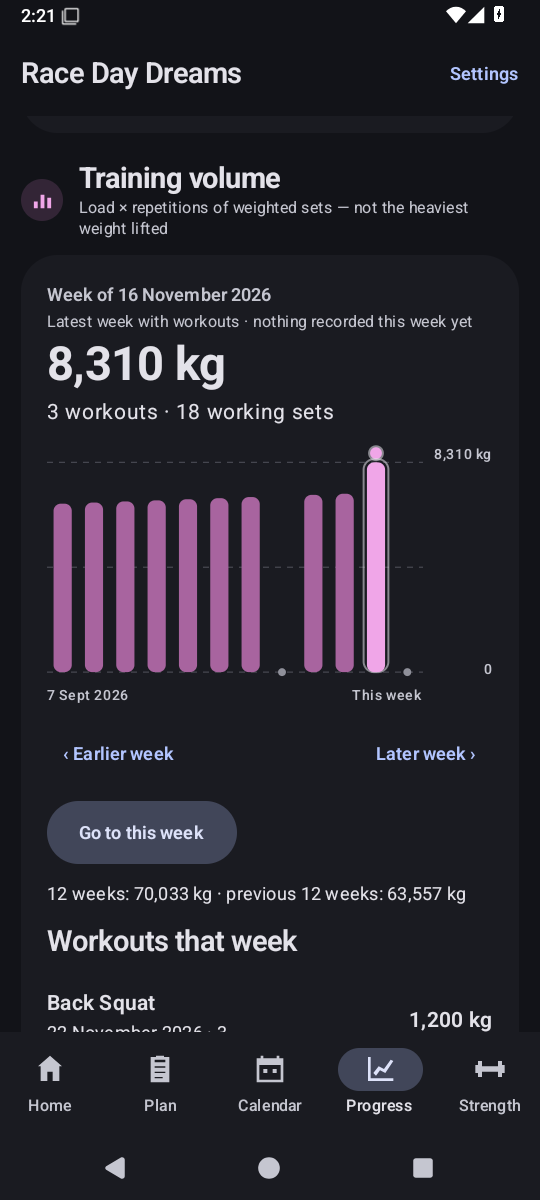 2:21
Race Day Dreams
Settings
Training volume
Load × repetitions of weighted sets — not the heaviest
weight lifted
Week of 16 November 2026
Latest week with workouts · nothing recorded this week yet
8,310 kg
3 workouts · 18 working sets
8,310 kg
0
7 Sept 2026
This week
‹ Earlier week
Later week ›
Go to this week
12 weeks: 70,033 kg · previous 12 weeks: 63,557 kg
Workouts that week
Back Squat
1,200 kg
22 November 2026 · 3
Home
Plan
Calendar
Progress
Strength